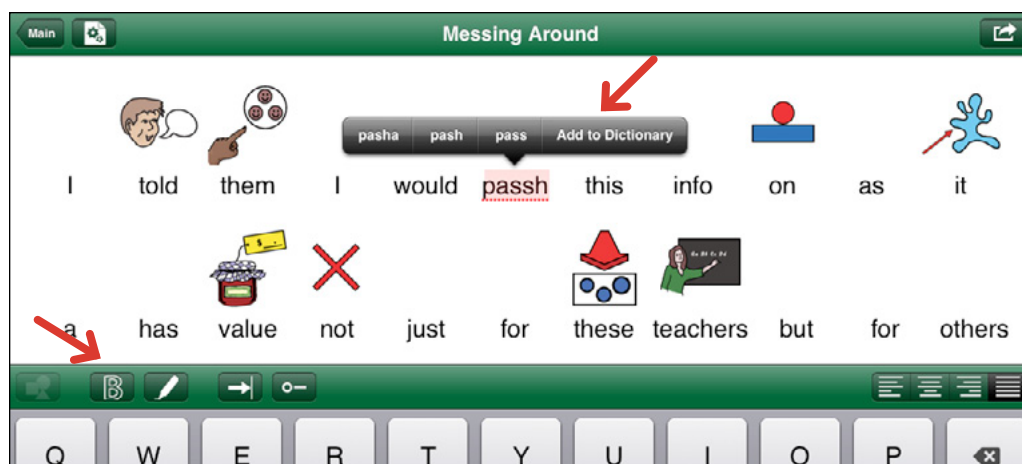 Main
Messing Around
pasha pash pass Add to Dictionary
I told them I would passh this info on as it
a has value not just for these teachers but for others
B
Q W E R T Y U I O P